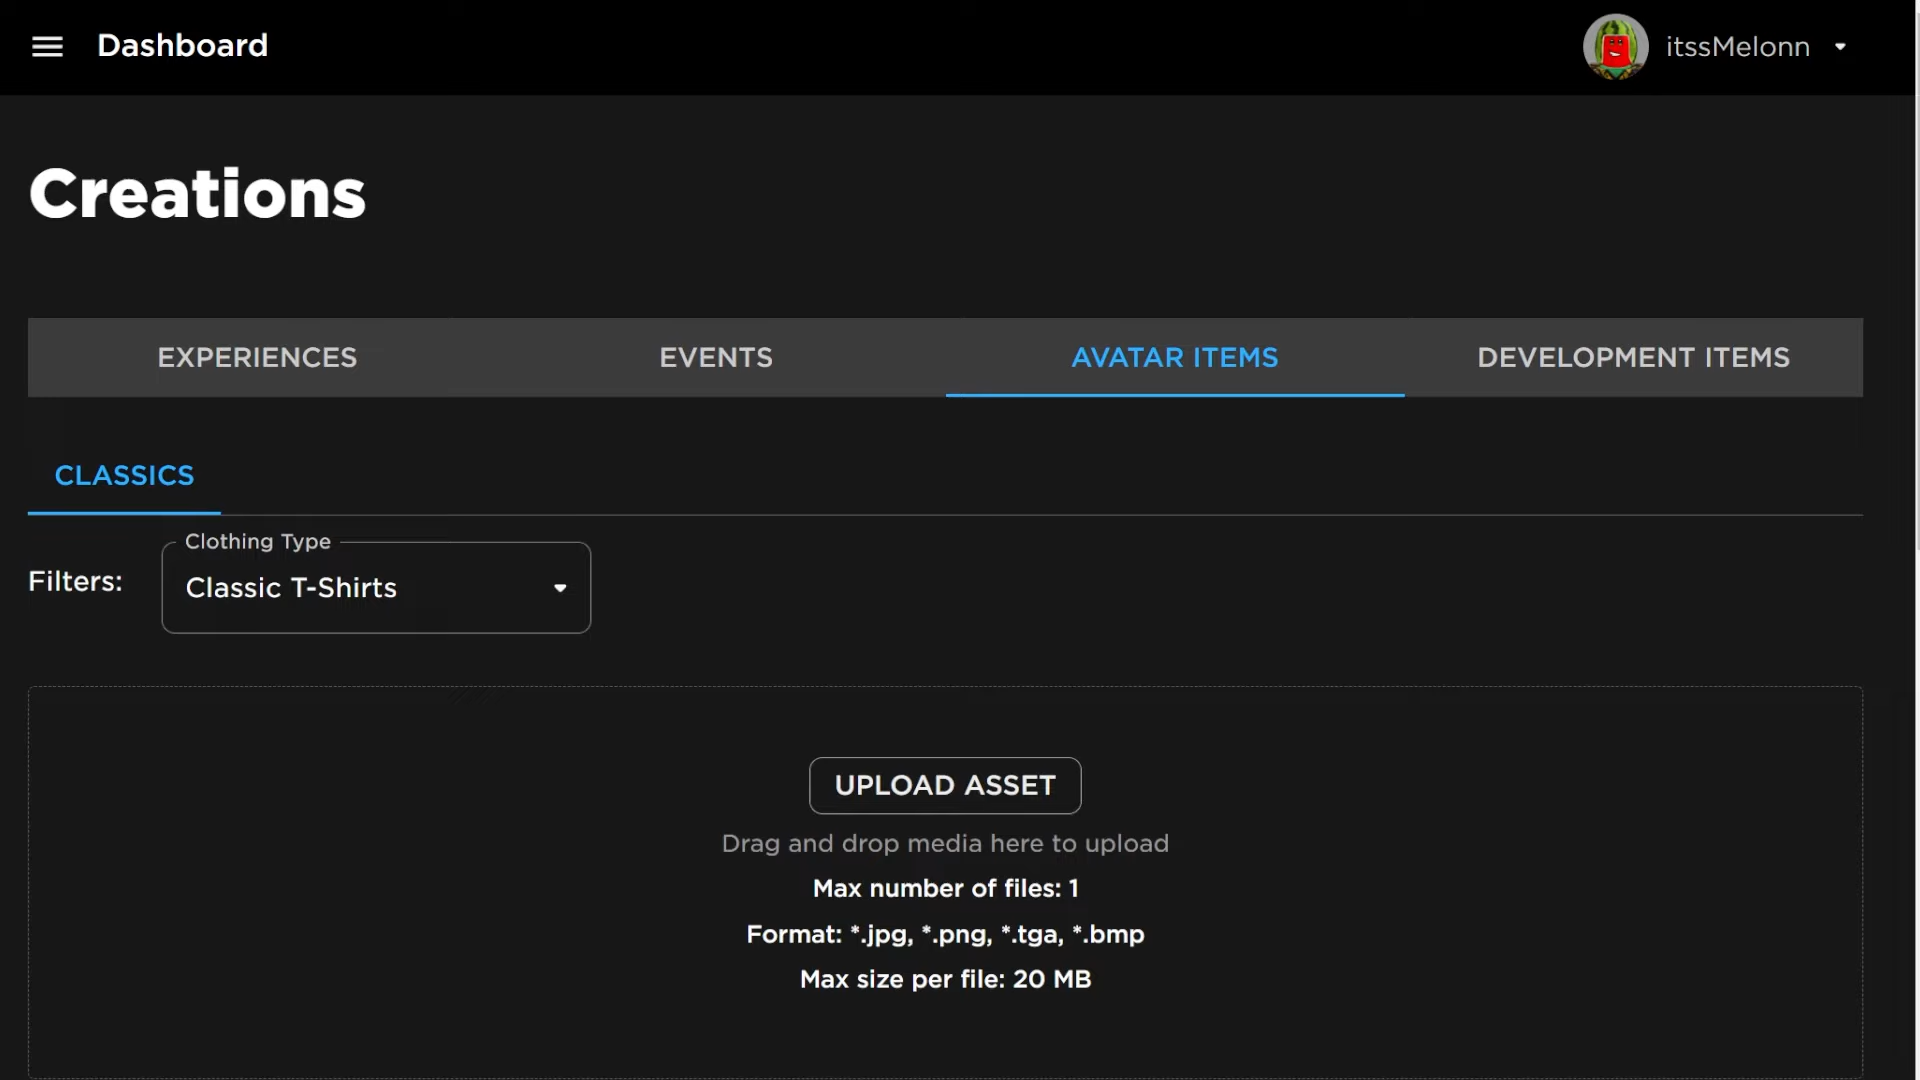 Dashboard
itssMelonn
Creations
EXPERIENCES
EVENTS
AVATAR ITEMS
DEVELOPMENT ITEMS
CLASSICS
Filters:
Clothing Type
Classic T-Shirts
UPLOAD ASSET
Drag and drop media here to upload
Max number of files: 1
Format: *.jpg, *.png, *.tga, *.bmp
Max size per file: 20 MB